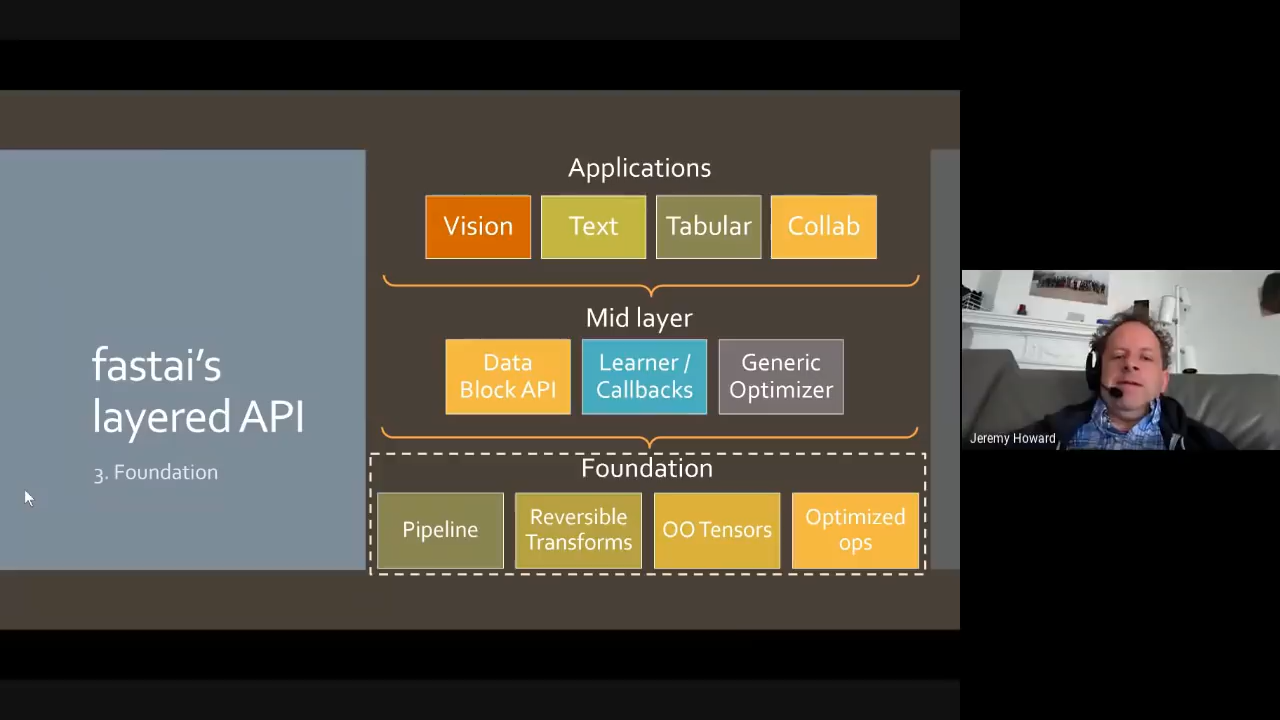 fastai's
layered API
3. Foundation
Applications
Vision
Text
Tabular
Collab
Mid layer
Data
Block API
Learner /
Callbacks
Generic
Optimizer
Foundation
Pipeline
Reversible
Transforms
OO Tensors
Optimized
ops
Jeremy Howard